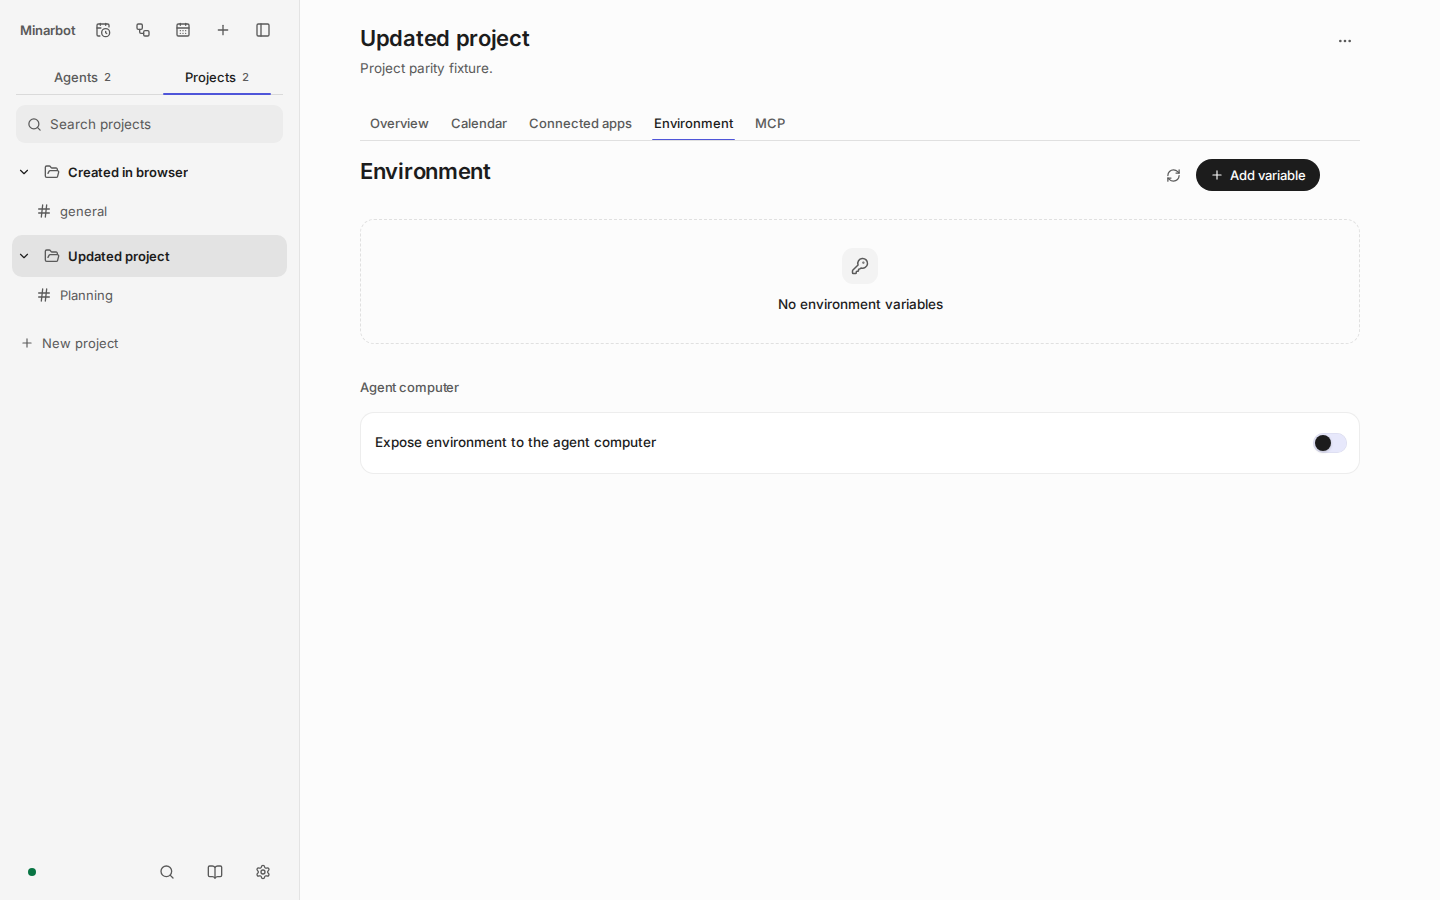 Minarbot
Agents 2
Projects 2
Search projects
Created in browser
general
Updated project
Planning
New project
Updated project
Project parity fixture.
Overview
Calendar
Connected apps
Environment
MCP
Environment
Add variable
No environment variables
Agent computer
Expose environment to the agent computer